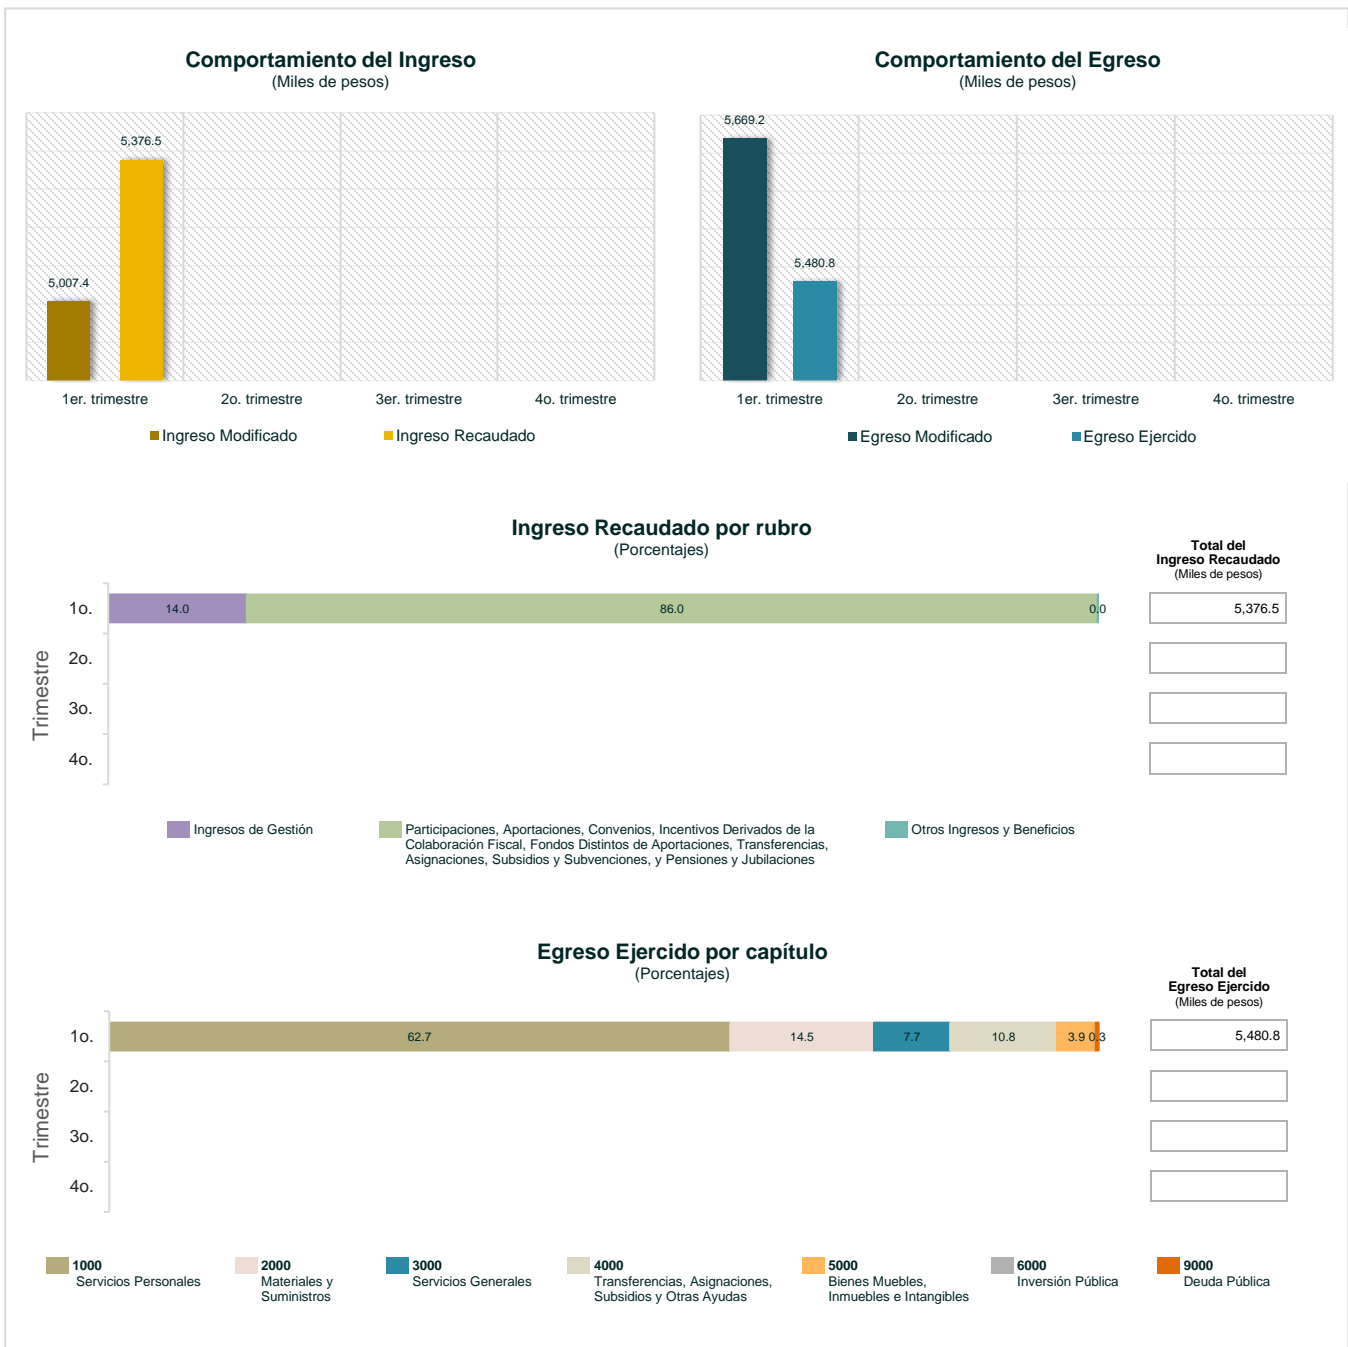 Comportamiento del Ingreso
(Miles de pesos)
5,376.5
5,007.4
1er. trimestre
2o. trimestre
3er. trimestre
4o. trimestre
Ingreso Modificado
Ingreso Recaudado
Comportamiento del Egreso
(Miles de pesos)
5,669.2
5,480.8
1er. trimestre
2o. trimestre
3er. trimestre
4o. trimestre
Egreso Modificado
Egreso Ejercido
Ingreso Recaudado por rubro
(Porcentajes)
Total del
Ingreso Recaudado
(Miles de pesos)
Trimestre
1o.
14.0
86.0
0.0
5,376.5
2o.
3o.
4o.
Ingresos de Gestión
Participaciones, Aportaciones, Convenios, Incentivos Derivados de la
Colaboración Fiscal, Fondos Distintos de Aportaciones, Transferencias,
Asignaciones, Subsidios y Subvenciones, y Pensiones y Jubilaciones
Otros Ingresos y Beneficios
Egreso Ejercido por capítulo
(Porcentajes)
Total del
Egreso Ejercido
(Miles de pesos)
Trimestre
1o.
62.7
14.5
7.7
10.8
3.9
0.3
5,480.8
2o.
3o.
4o.
1000
Servicios Personales
2000
Materiales y
Suministros
3000
Servicios Generales
4000
Transferencias, Asignaciones,
Subsidios y Otras Ayudas
5000
Bienes Muebles,
Inmuebles e Intangibles
6000
Inversión Pública
9000
Deuda Pública